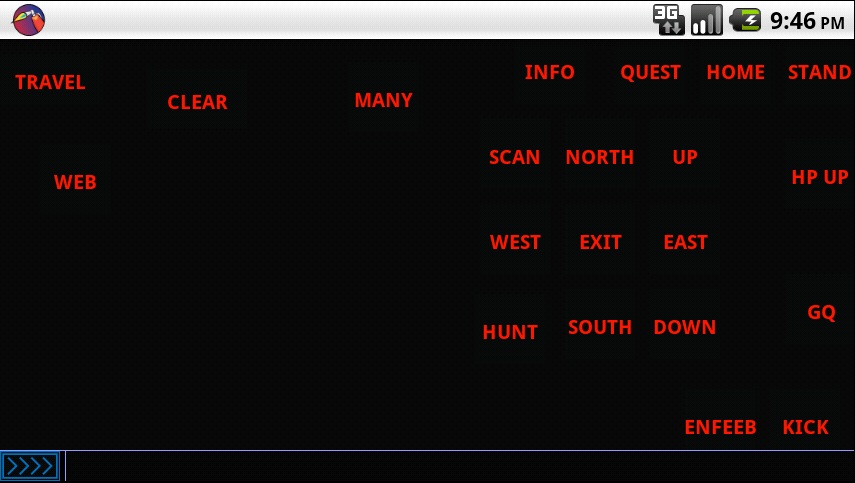 3G 9:46 PM
INFO QUEST HOME STAND
TRAVEL
CLEAR MANY
SCAN NORTH UP
WEB HP UP
WEST EXIT EAST
GQ
HUNT SOUTH DOWN
ENFEEB KICK
>>>>